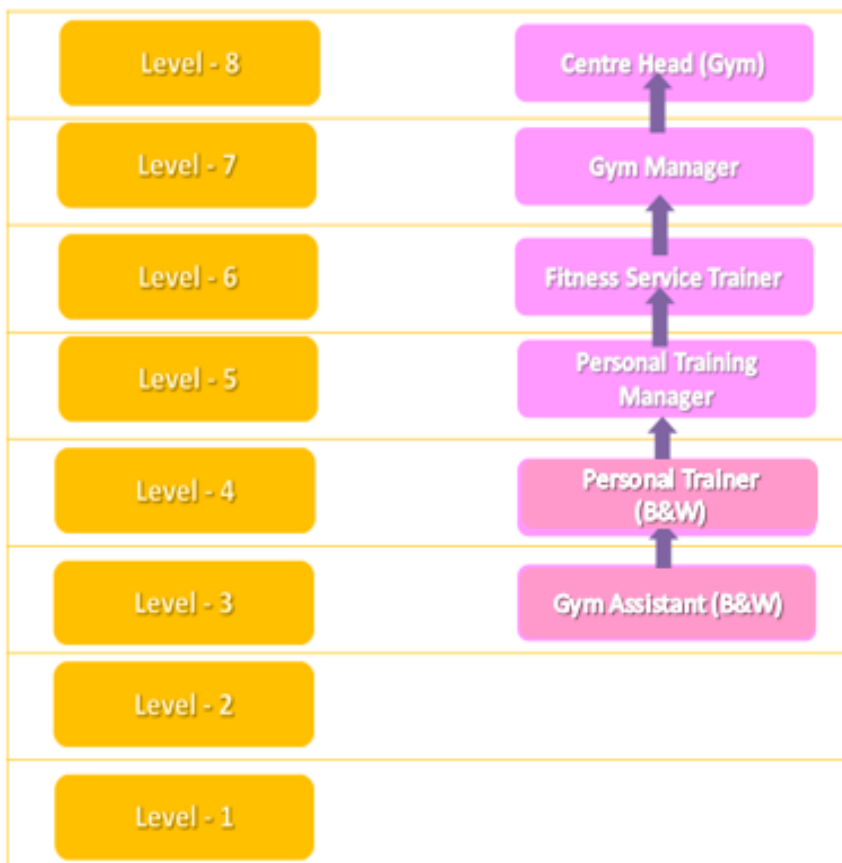 Level - 8
Centre Head (Gym)
Level - 7
Gym Manager
Level - 6
Fitness Service Trainer
Level - 5
Personal Training
Manager
Level - 4
Personal Trainer
(B&W)
Level - 3
Gym Assistant (B&W)
Level - 2
Level - 1